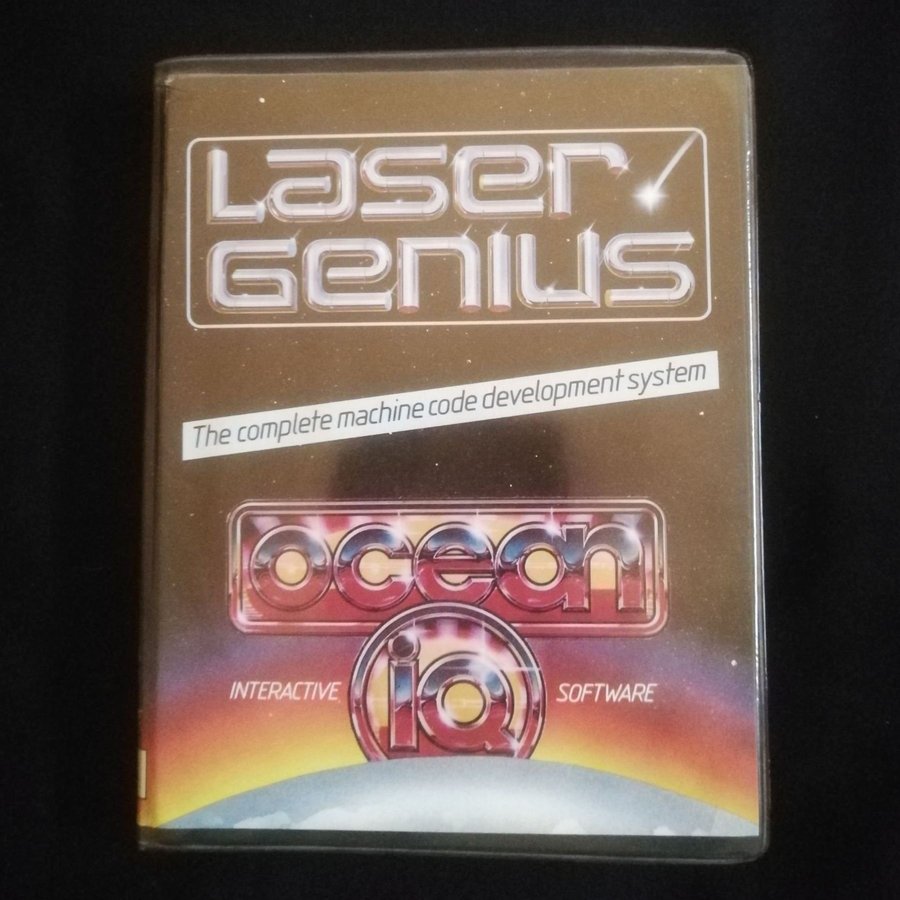 Laser
Genius
The complete machine code development system
ocean
iq
INTERACTIVE SOFTWARE